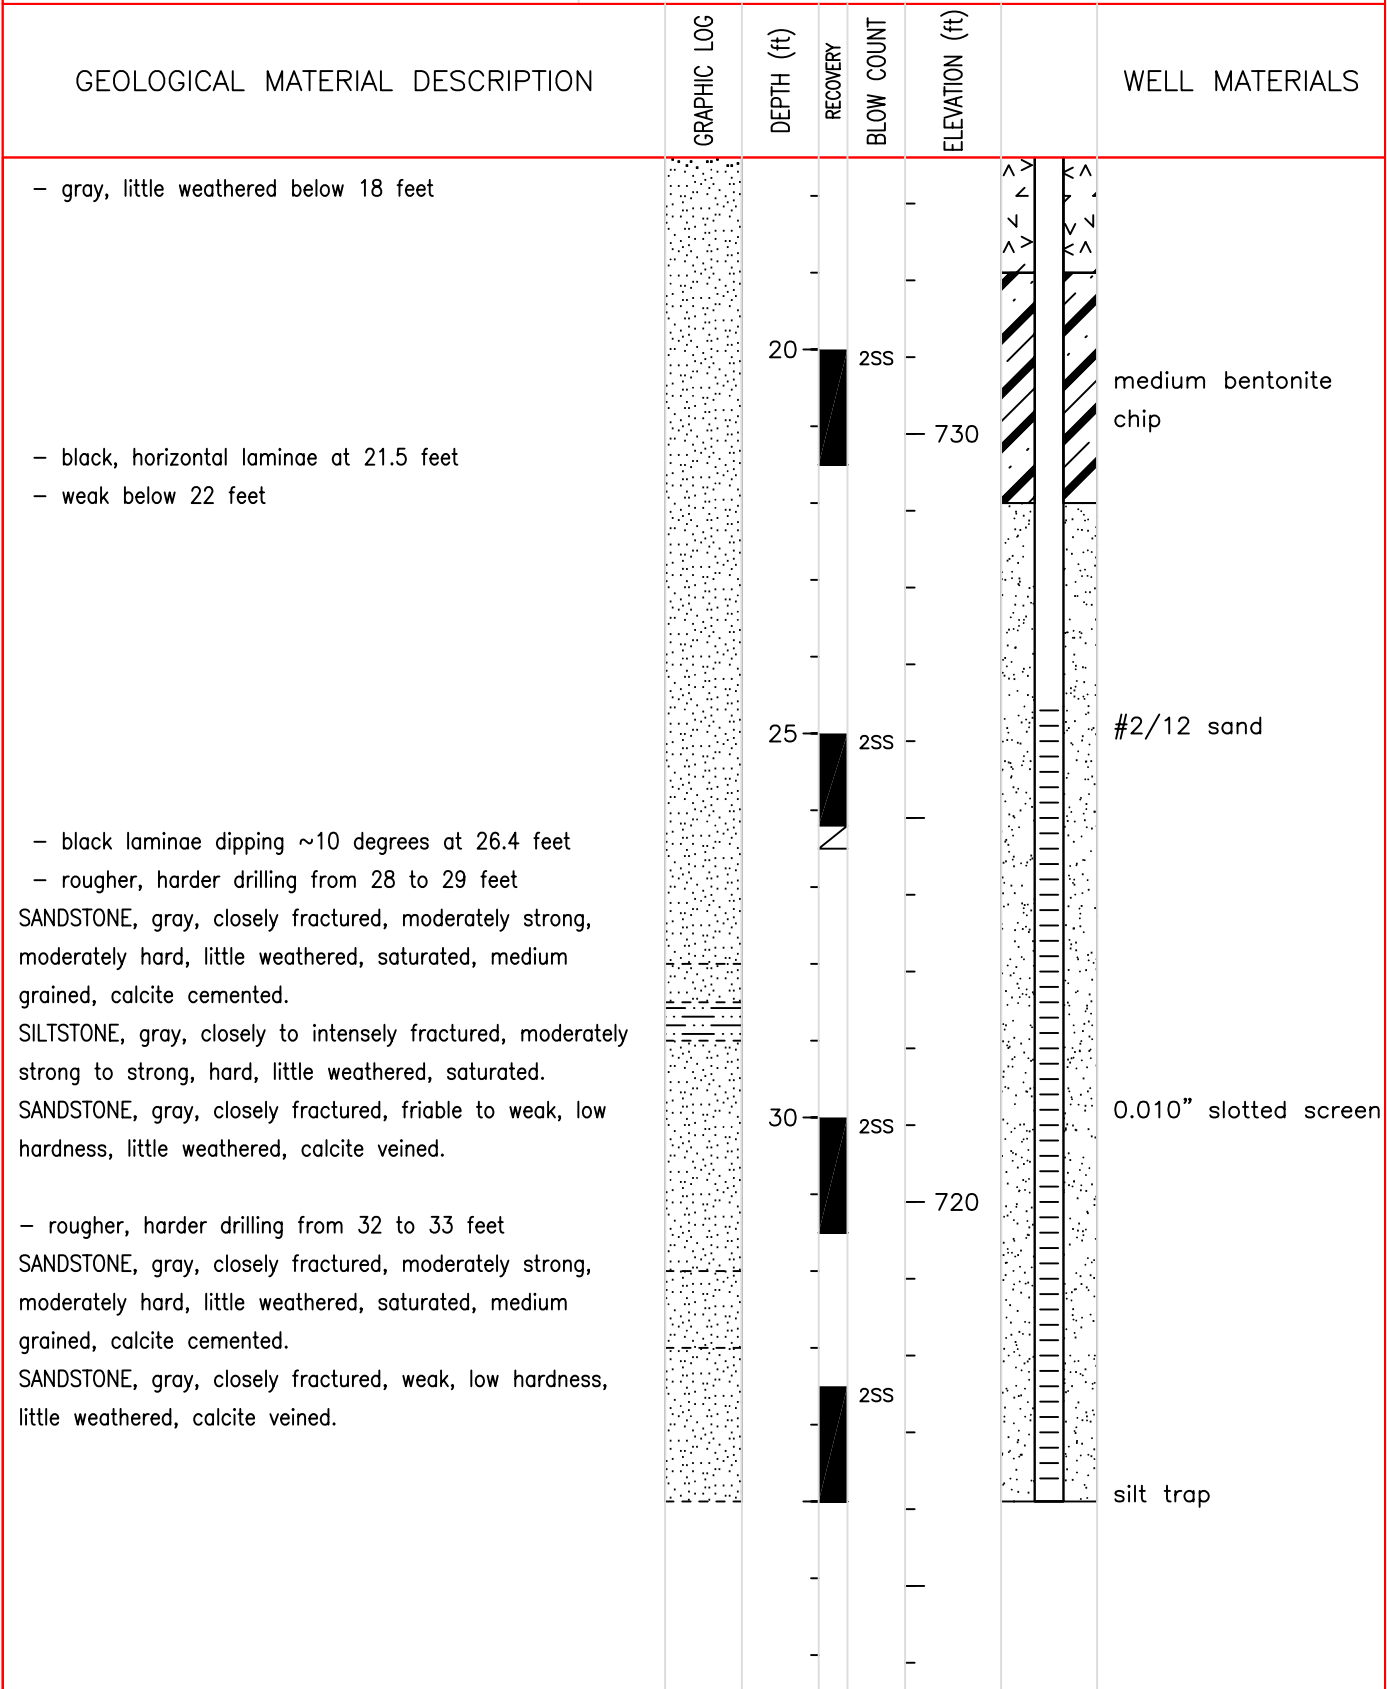 GEOLOGICAL MATERIAL DESCRIPTION
GRAPHIC LOG
DEPTH (ft)
RECOVERY
BLOW COUNT
ELEVATION (ft)
WELL MATERIALS
– gray, little weathered below 18 feet
20
2SS
medium bentonite
chip
730
– black, horizontal laminae at 21.5 feet
– weak below 22 feet
#2/12 sand
25
2SS
– black laminae dipping ~10 degrees at 26.4 feet
– rougher, harder drilling from 28 to 29 feet
SANDSTONE, gray, closely fractured, moderately strong,
moderately hard, little weathered, saturated, medium
grained, calcite cemented.
SILTSTONE, gray, closely to intensely fractured, moderately
strong to strong, hard, little weathered, saturated.
SANDSTONE, gray, closely fractured, friable to weak, low
hardness, little weathered, calcite veined.
30
2SS
0.010” slotted screen
720
– rougher, harder drilling from 32 to 33 feet
SANDSTONE, gray, closely fractured, moderately strong,
moderately hard, little weathered, saturated, medium
grained, calcite cemented.
SANDSTONE, gray, closely fractured, weak, low hardness,
little weathered, calcite veined.
2SS
silt trap